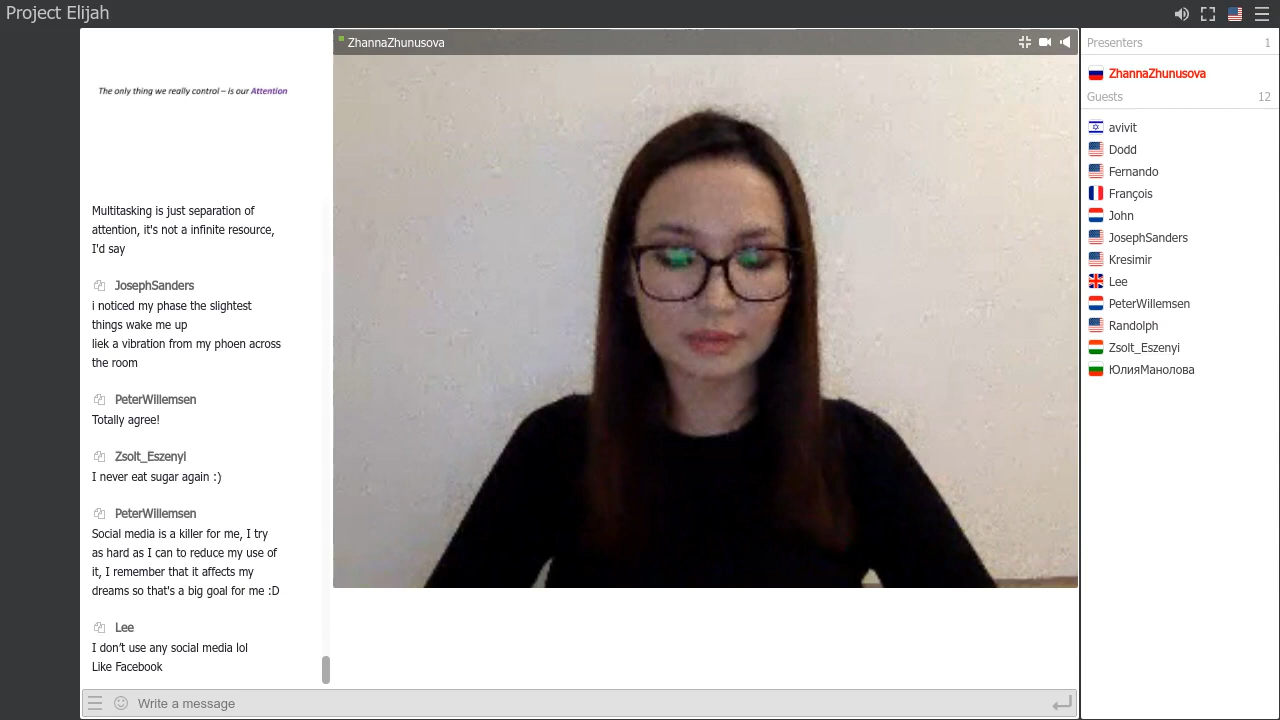 Project Elijah
The only thing we really control – is our Attention
Multitasking is just separation of
attention, it's not a infinite resource,
I'd say
JosephSanders
i noticed my phase the slightest
things wake me up
liek a vibration from my phoen across
the room
PeterWillemsen
Totally agree!
Zsolt_Eszenyi
I never eat sugar again :)
PeterWillemsen
Social media is a killer for me, I try
as hard as I can to reduce my use of
it, I remember that it affects my
dreams so that's a big goal for me :D
Lee
I don’t use any social media lol
Like Facebook
Write a message
ZhannaZhunusova
Presenters 1
ZhannaZhunusova
Guests 12
avivit
Dodd
Fernando
François
John
JosephSanders
Kresimir
Lee
PeterWillemsen
Randolph
Zsolt_Eszenyi
ЮлияМанолова